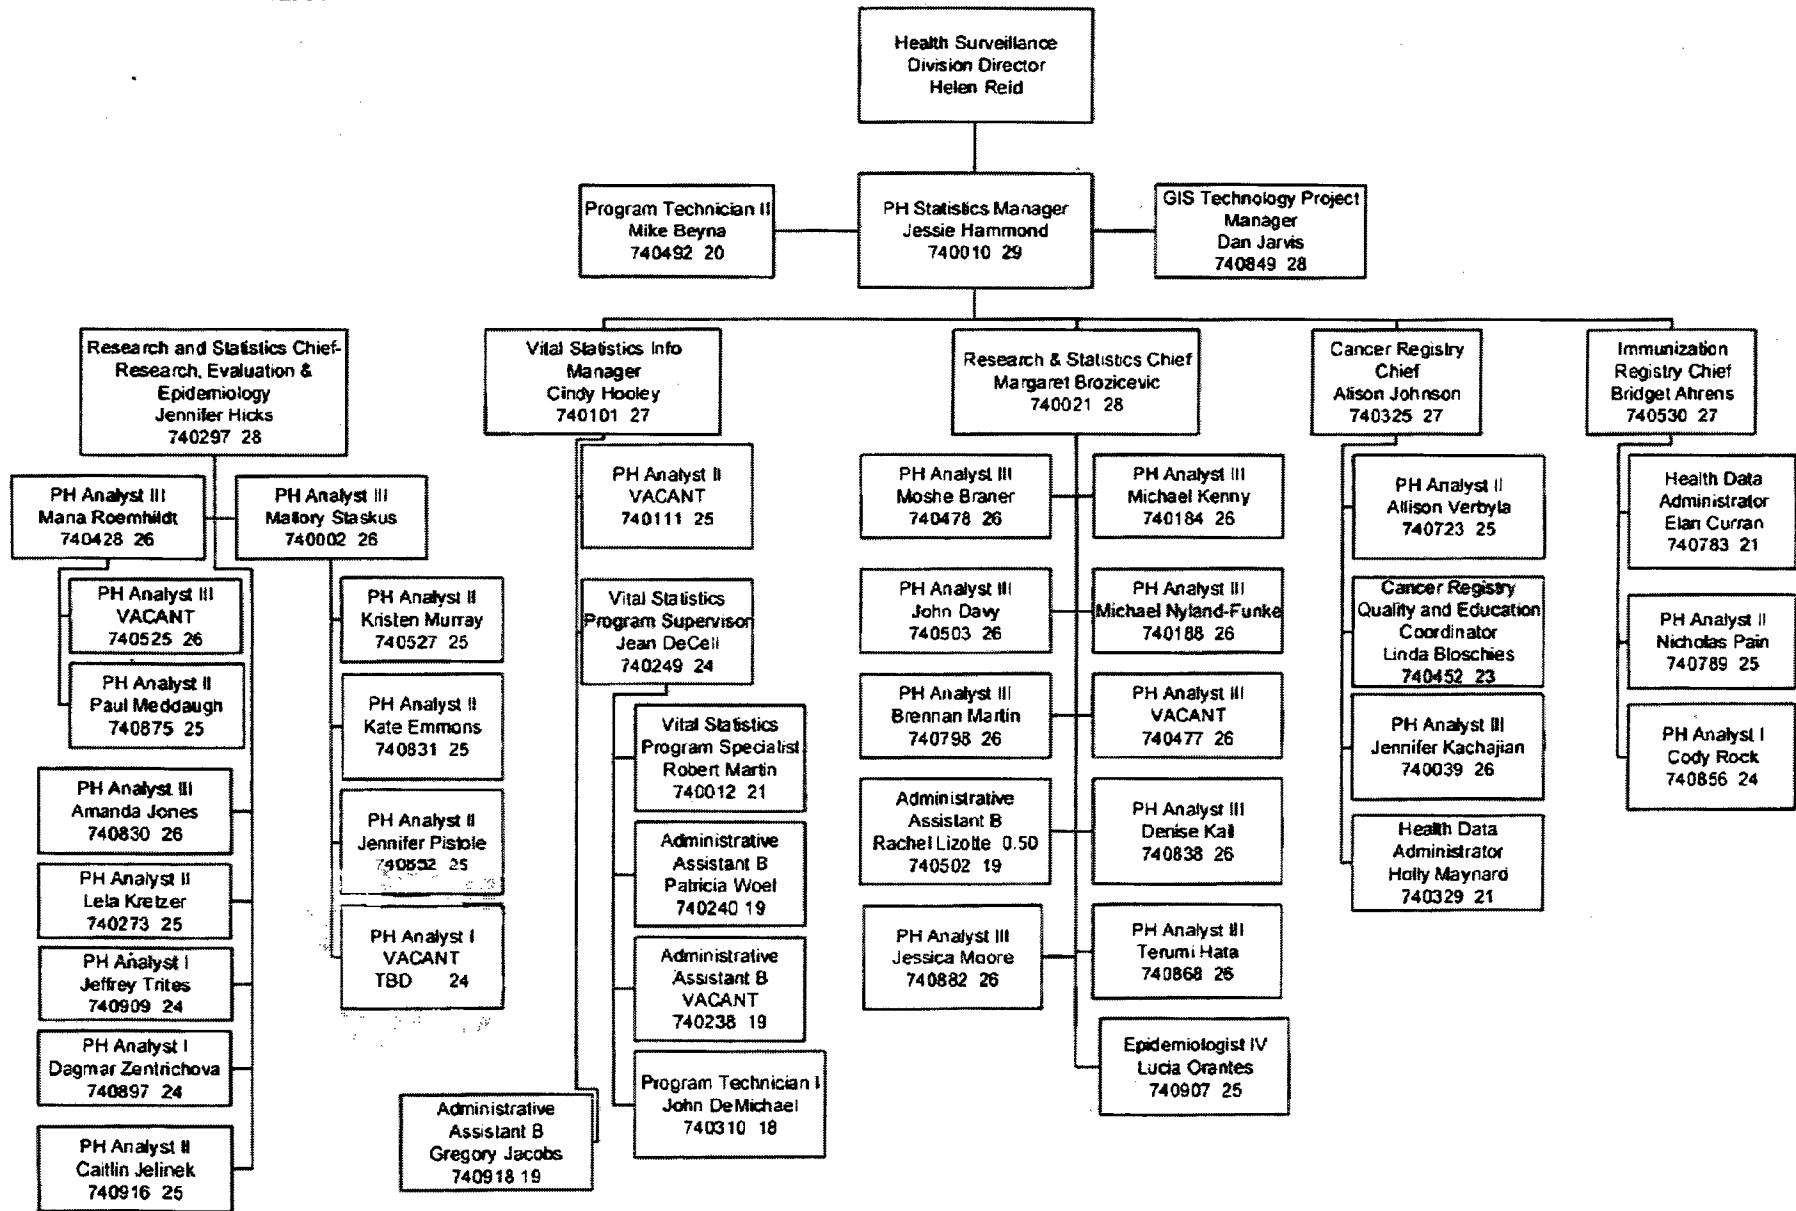 Health Surveillance
Division Director
Helen Reid
Program Technician II
Mike Beyna
740492 20
PH Statistics Manager
Jessie Hammond
740010 29
GIS Technology Project
Manager
Dan Jarvis
740849 28
Research and Statistics Chief-
Research, Evaluation &
Epidemiology
Jennifer Hicks
740297 28
Vital Statistics Info
Manager
Cindy Hooley
740101 27
Research & Statistics Chief
Margaret Brozicevic
740021 28
Cancer Registry
Chief
Alison Johnson
740325 27
Immunization
Registry Chief
Bridget Ahrens
740530 27
PH Analyst III
Mana Roemhildt
740428 26
PH Analyst III
Mallory Staskus
740002 26
PH Analyst III
VACANT
740525 26
PH Analyst II
Paul Meddaugh
740875 25
PH Analyst III
Amanda Jones
740830 26
PH Analyst II
Lela Kretzer
740273 25
PH Analyst I
Jeffrey Trites
740909 24
PH Analyst I
Dagmar Zentrichova
740897 24
PH Analyst II
Caitlin Jelinek
740916 25
PH Analyst II
Kristen Murray
740527 25
PH Analyst II
Kate Emmons
740831 25
PH Analyst II
Jennifer Pistole
740852 25
PH Analyst I
VACANT
TBD 24
PH Analyst II
VACANT
740111 25
Vital Statistics
Program Supervisor
Jean DeCell
740249 24
Vital Statistics
Program Specialist
Robert Martin
740012 21
Administrative
Assistant B
Patricia Woel
740240 19
Administrative
Assistant B
VACANT
740238 19
Program Technician I
John DeMichael
740310 18
Administrative
Assistant B
Gregory Jacobs
740918 19
PH Analyst III
Moshe Braner
740478 26
PH Analyst III
Michael Kenny
740184 26
PH Analyst III
John Davy
740503 26
PH Analyst III
Michael Nyland-Funke
740188 26
PH Analyst III
Brennan Martin
740798 26
PH Analyst III
VACANT
740477 26
Administrative
Assistant B
Rachel Lizotte 0.50
740502 19
PH Analyst III
Denise Kall
740838 26
PH Analyst III
Jessica Moore
740882 26
PH Analyst III
Terumi Hata
740868 26
Epidemiologist IV
Lucia Orantes
740907 25
PH Analyst II
Allison Verbyla
740723 25
Cancer Registry
Quality and Education
Coordinator
Linda Bloschies
740452 23
PH Analyst III
Jennifer Kachajian
740039 26
Health Data
Administrator
Holly Maynard
740329 21
Health Data
Administrator
Elan Curran
740783 21
PH Analyst II
Nicholas Pain
740789 25
PH Analyst I
Cody Rock
740856 24